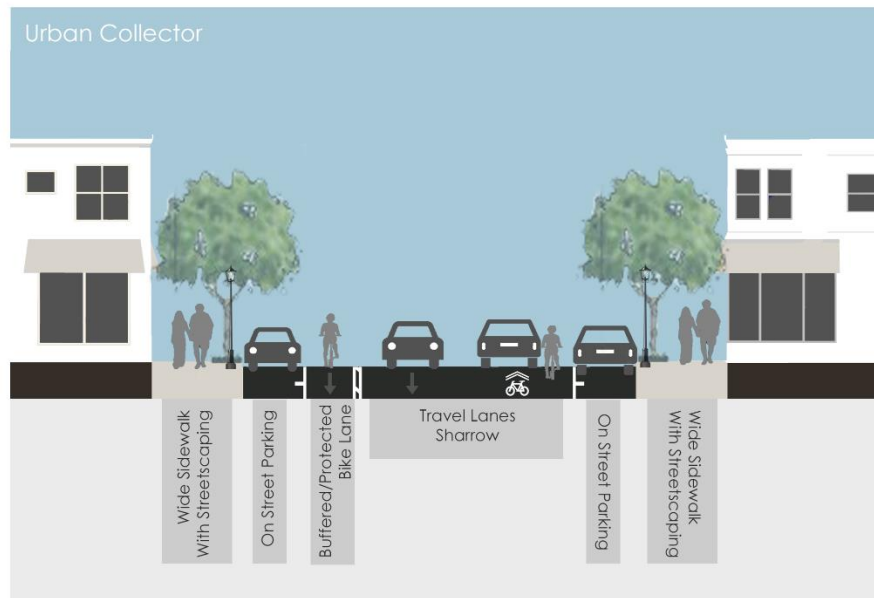 Urban Collector
Wide Sidewalk
With Streetscaping
On Street Parking
Buffered/Protected
Bike Lane
Travel Lanes
Sharrow
On Street Parking
Wide Sidewalk
With Streetscaping